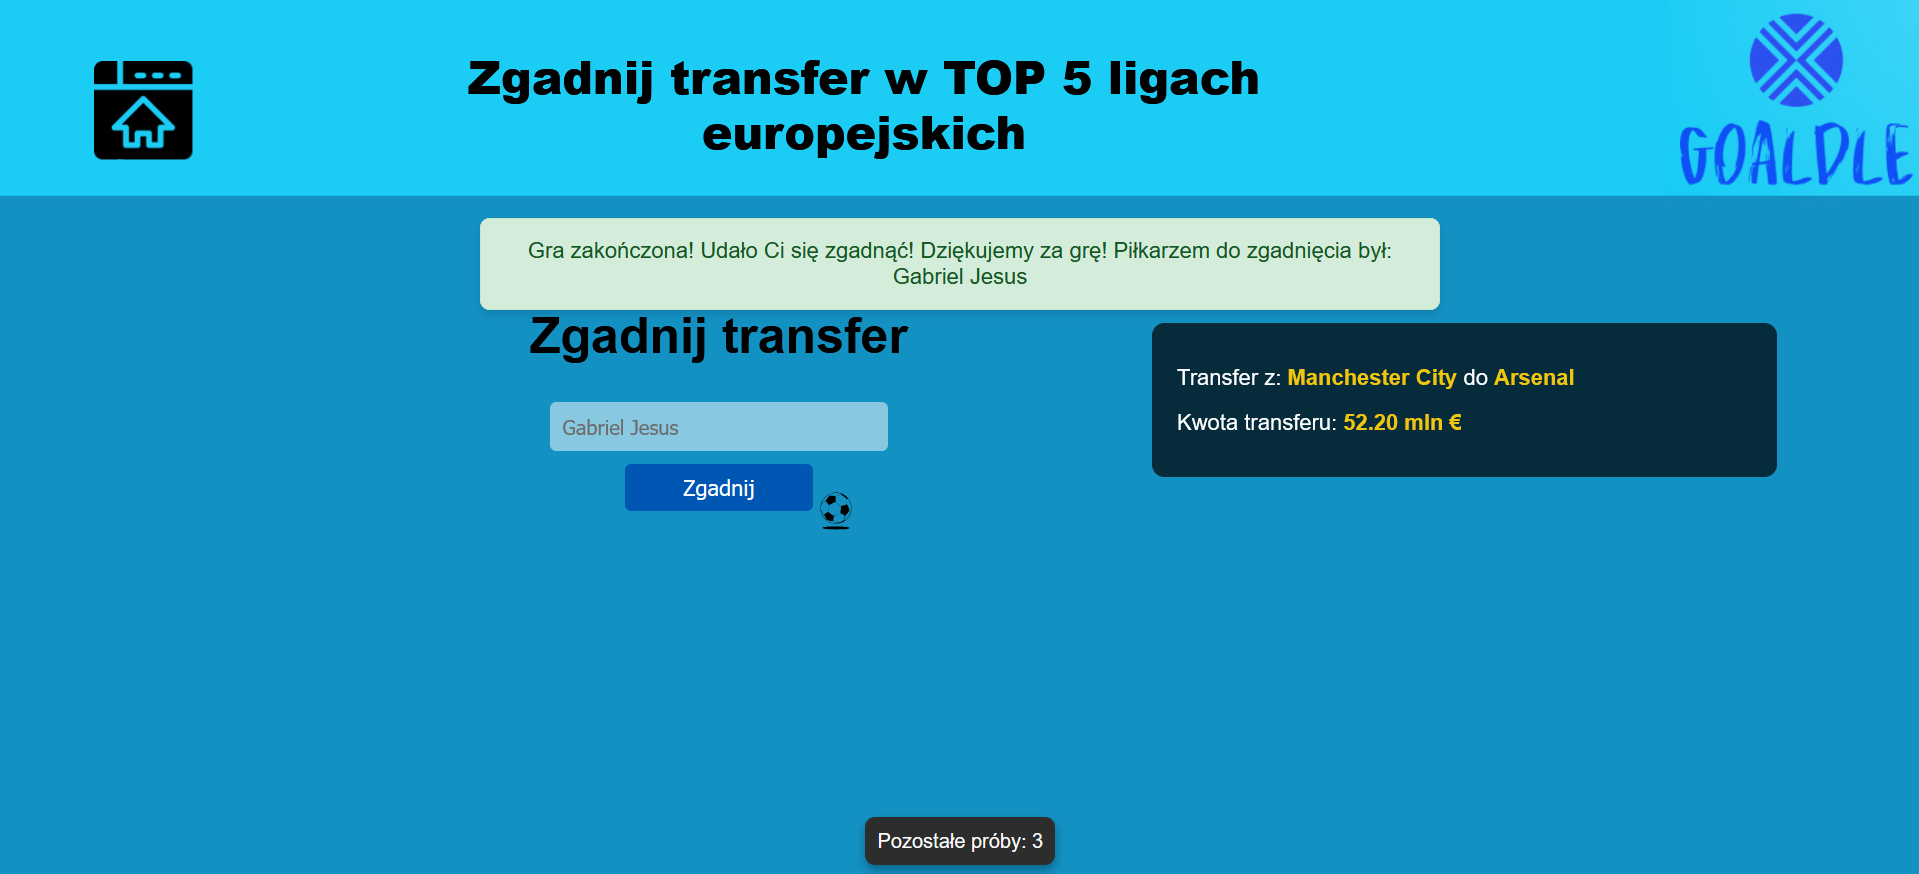 Zgadnij transfer w TOP 5 ligach
europejskich
GOALDLE
Gra zakończona! Udało Ci się zgadnąć! Dziękujemy za grę! Piłkarzem do zgadnięcia był:
Gabriel Jesus
Zgadnij transfer
Gabriel Jesus
Zgadnij
Transfer z: Manchester City do Arsenal
Kwota transferu: 52.20 mln €
Pozostałe próby: 3